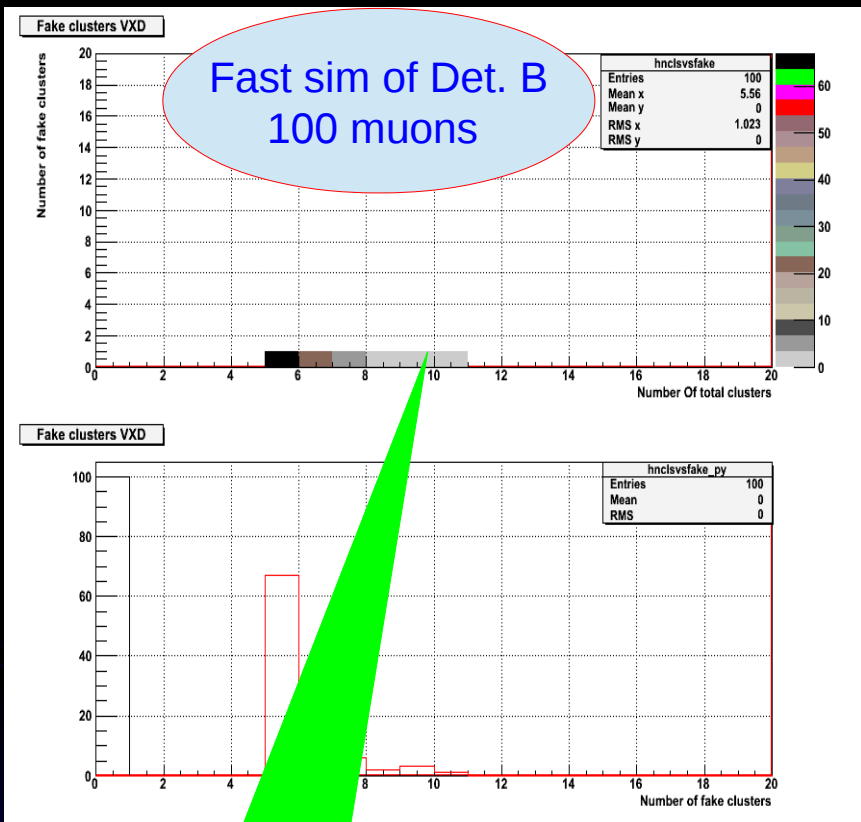 Fake clusters VXD
Fast sim of Det. B
100 muons
hnclsvsfake
Entries 100
Mean x 5.56
Mean y 0
RMS x 1.023
RMS y 0
Number of fake clusters
20
18
16
14
12
10
8
6
4
2
0
0 2 4 6 8 10 12 14 16 18 20
Number Of total clusters
60
50
40
30
20
10
0
Fake clusters VXD
hnclsvsfake_py
Entries 100
Mean 0
RMS 0
100
80
60
40
20
0
0 2 4 8 10 12 14 16 18 20
Number of fake clusters